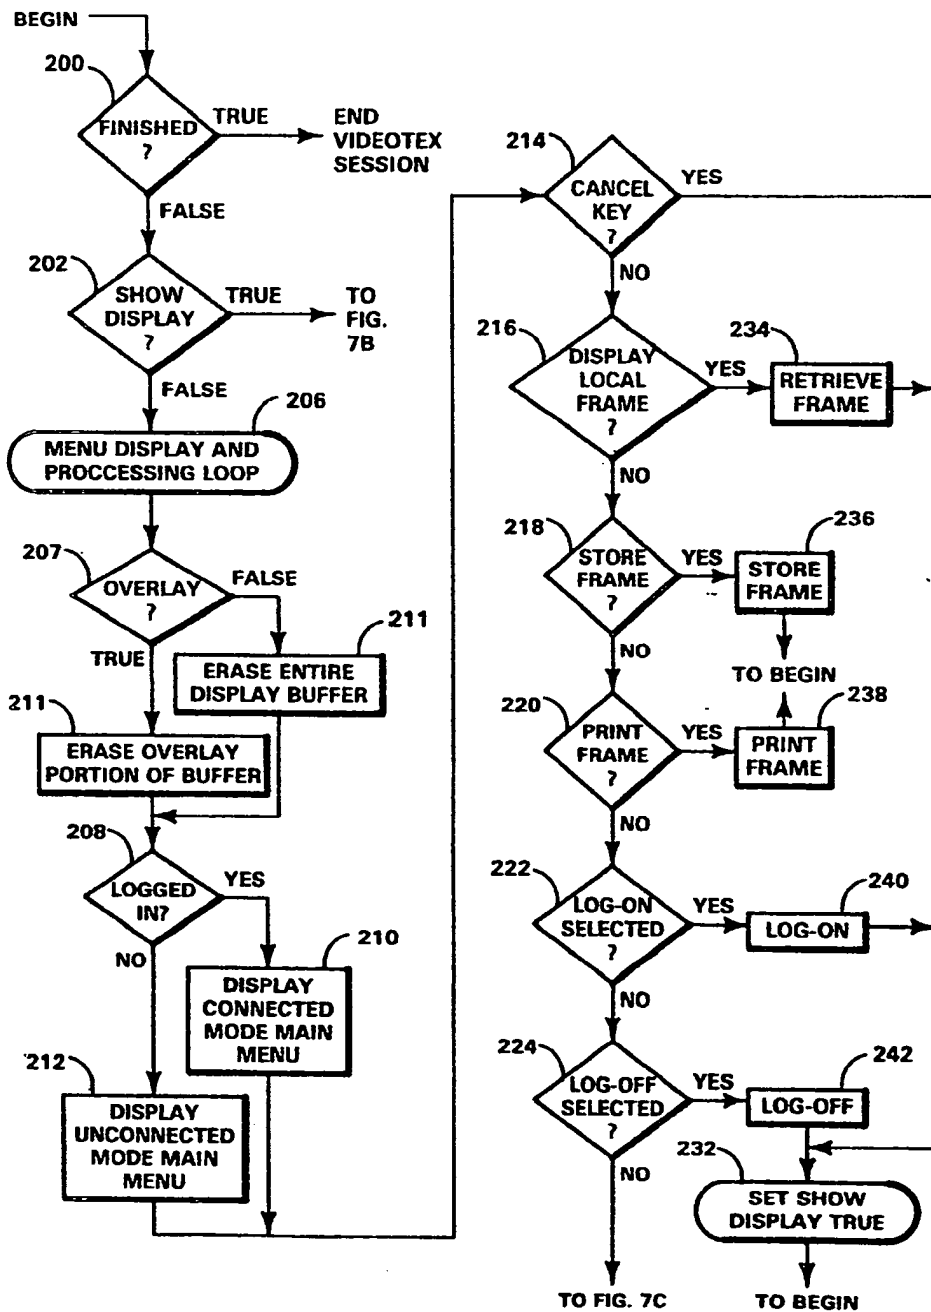 BEGIN
200
FINISHED
?
TRUE
END
VIDEOTEX
SESSION
FALSE
202
SHOW
DISPLAY
?
TRUE
TO
FIG.
7B
FALSE
206
MENU DISPLAY AND
PROCCESSING LOOP
207
OVERLAY
?
FALSE
TRUE
211
ERASE ENTIRE
DISPLAY BUFFER
211
ERASE OVERLAY
PORTION OF BUFFER
208
LOGGED
IN?
YES
NO
210
DISPLAY
CONNECTED
MODE MAIN
MENU
212
DISPLAY
UNCONNECTED
MODE MAIN
MENU
214
CANCEL
KEY
?
YES
NO
216
DISPLAY
LOCAL
FRAME
?
YES
234
RETRIEVE
FRAME
NO
218
STORE
FRAME
?
YES
236
STORE
FRAME
NO
TO BEGIN
220
PRINT
FRAME
?
YES
238
PRINT
FRAME
NO
222
LOG-ON
SELECTED
?
YES
240
LOG-ON
NO
224
LOG-OFF
SELECTED
?
YES
242
LOG-OFF
NO
232
SET SHOW
DISPLAY TRUE
TO FIG. 7C
TO BEGIN